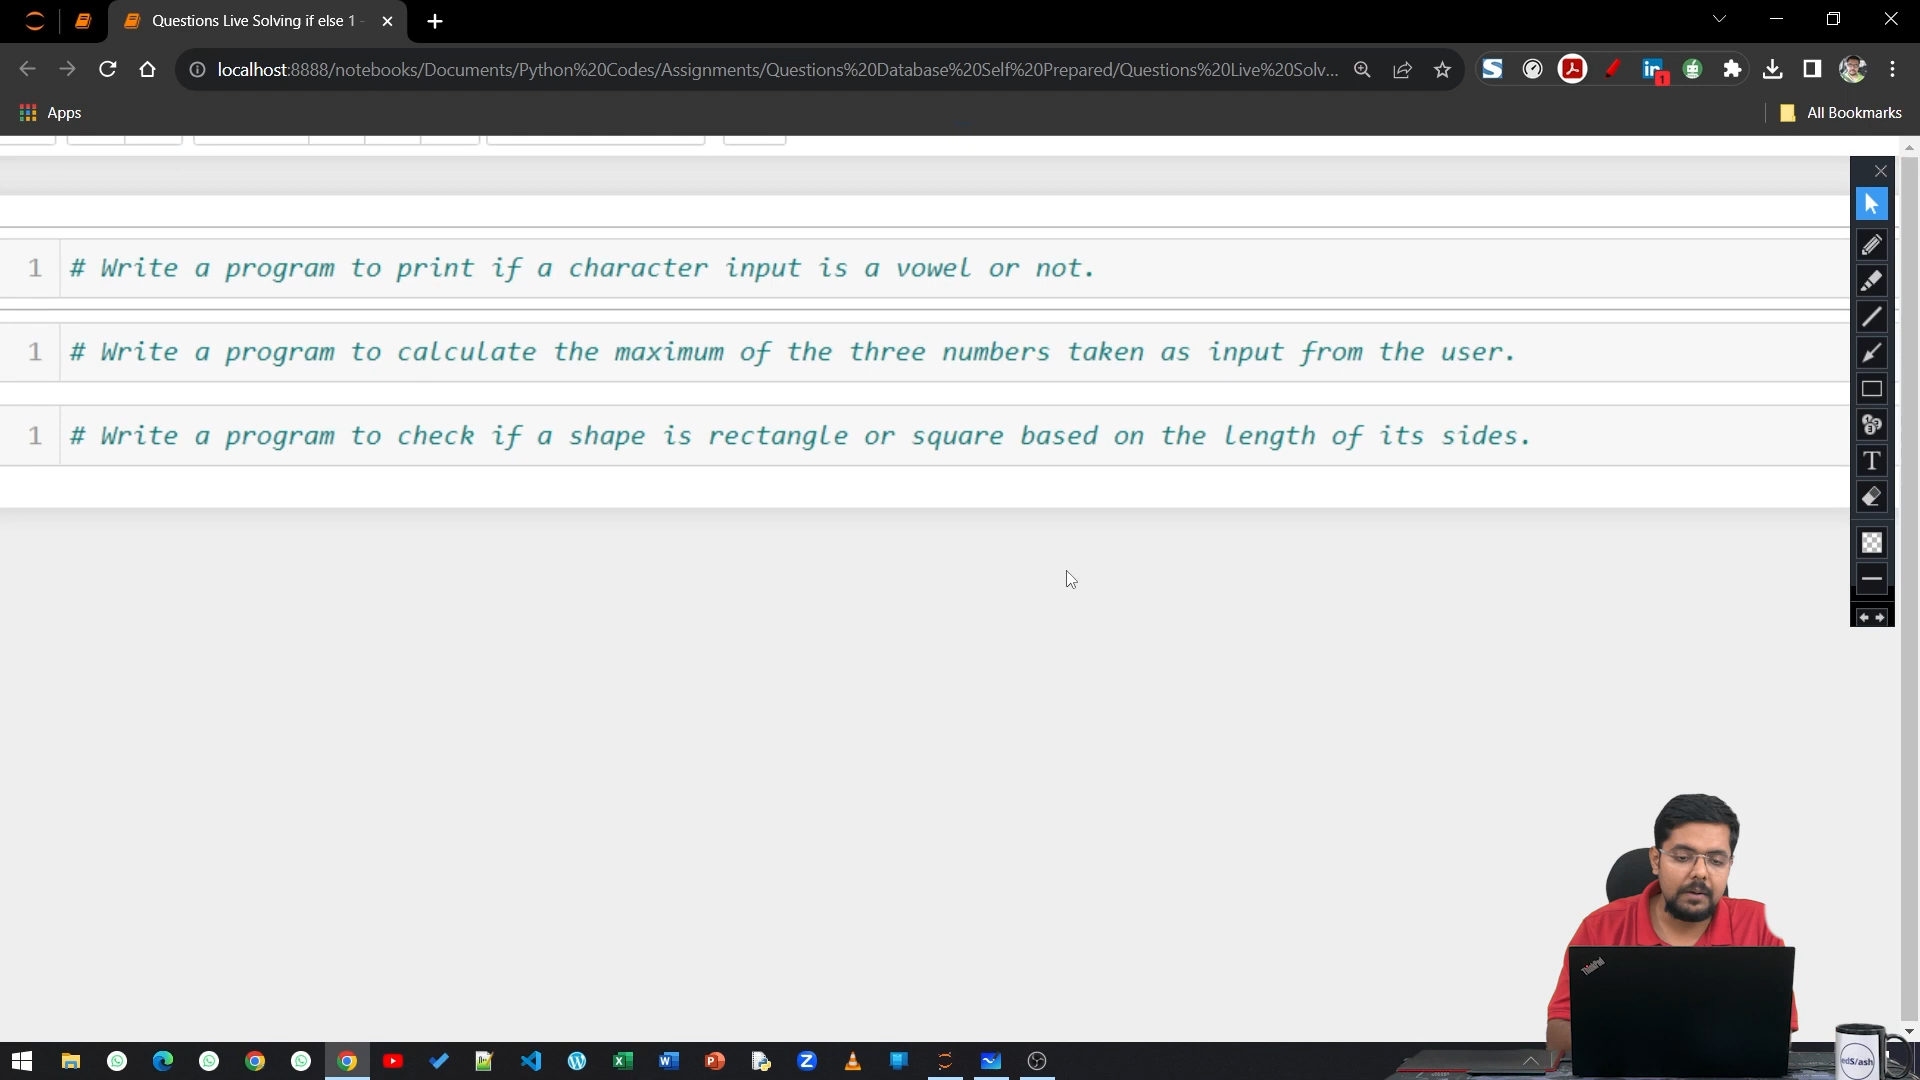 Questions Live Solving if else 1 -
localhost:8888/notebooks/Documents/Python%20Codes/Assignments/Questions%20Database%20Self%20Prepared/Questions%20Live%20Solv...
1
Apps
All Bookmarks
1 # Write a program to print if a character input is a vowel or not.
1 # Write a program to calculate the maximum of the three numbers taken as input from the user.
1 # Write a program to check if a shape is rectangle or square based on the length of its sides.
T
ThinkPad
edSlash